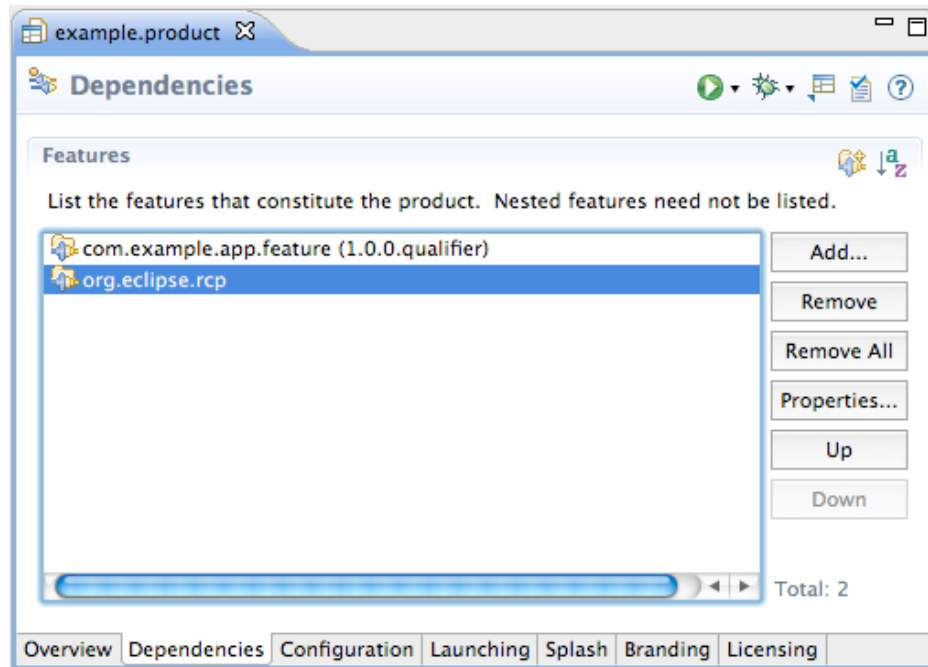 example.product
Dependencies
Features
a
z
List the features that constitute the product. Nested features need not be listed.
com.example.app.feature (1.0.0.qualifier)
org.eclipse.rcp
Add...
Remove
Remove All
Properties...
Up
Down
Total: 2
Overview Dependencies Configuration Launching Splash Branding Licensing